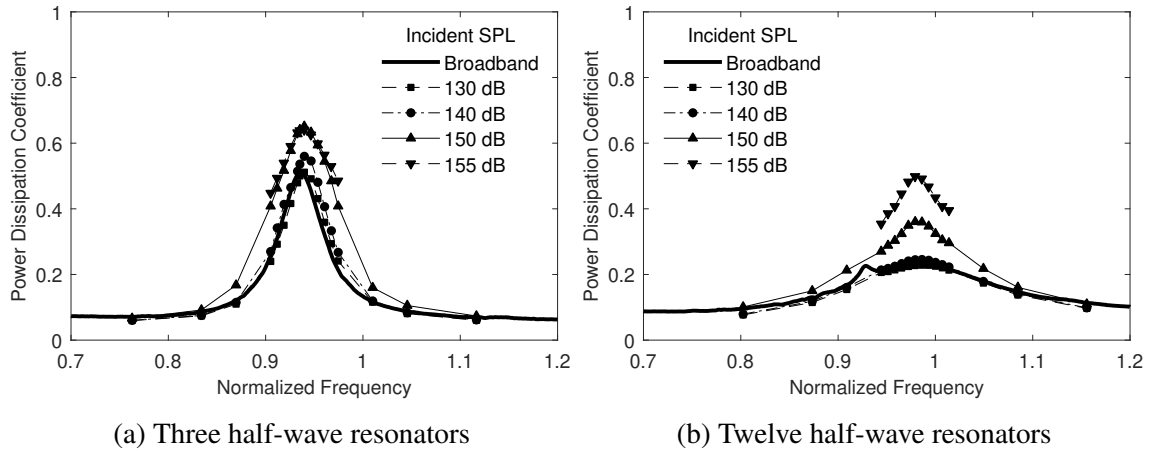 Power Dissipation Coefficient
1
0.8
0.6
0.4
0.2
0
0.7
0.8
0.9
1
1.1
1.2
Normalized Frequency
Incident SPL
Broadband
130 dB
140 dB
150 dB
155 dB
(a) Three half-wave resonators
Power Dissipation Coefficient
1
0.8
0.6
0.4
0.2
0
0.7
0.8
0.9
1
1.1
1.2
Normalized Frequency
Incident SPL
Broadband
130 dB
140 dB
150 dB
155 dB
(b) Twelve half-wave resonators